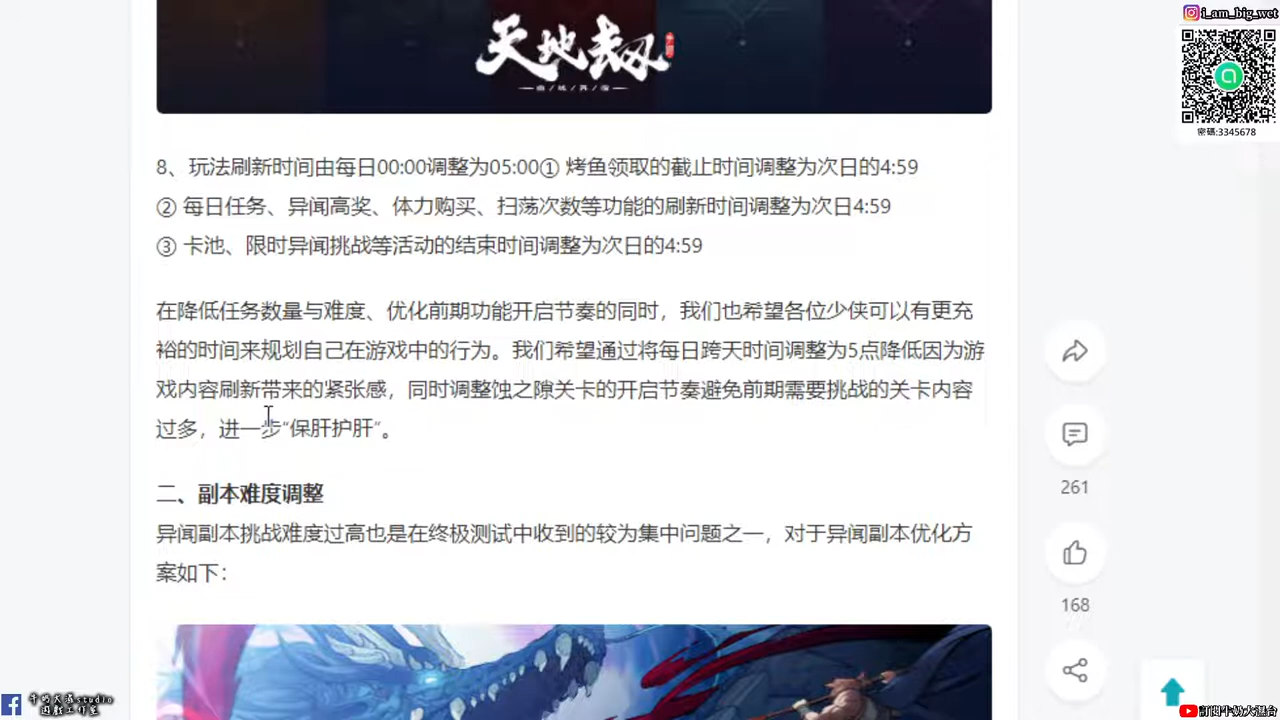 i_am_big_wet
天地劫
密碼:3345678
8、玩法刷新时间由每日00:00调整为05:00① 烤鱼领取的截止时间调整为次日的4:59
② 每日任务、异闻高奖、体力购买、扫荡次数等功能的刷新时间调整为次日4:59
③ 卡池、限时异闻挑战等活动的结束时间调整为次日的4:59
在降低任务数量与难度、优化前期功能开启节奏的同时，我们也希望各位少侠可以有更充
裕的时间来规划自己在游戏中的行为。我们希望通过将每日跨天时间调整为5点降低因为游
戏内容刷新带来的紧张感，同时调整蚀之隙关卡的开启节奏避免前期需要挑战的关卡内容
过多，进一步“保肝护肝”。
261
二、副本难度调整
异闻副本挑战难度过高也是在终极测试中收到的较为集中问题之一，对于异闻副本优化方
案如下：
168